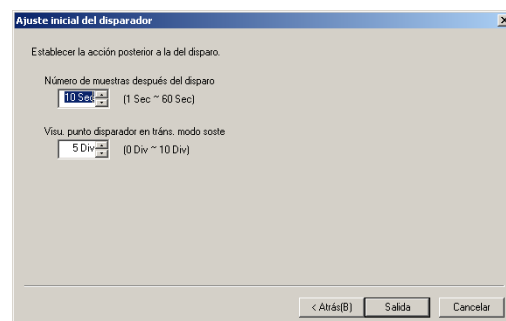 Ajuste inicial del disparador
Establecer la acción posterior a la del disparo.
Número de muestras después del disparo
10 Sec (1 Sec ~ 60 Sec)
Visu. punto disparador en tráns. modo soste
5 Div (0 Div ~ 10 Div)
< Atrás(B) Salida Cancelar